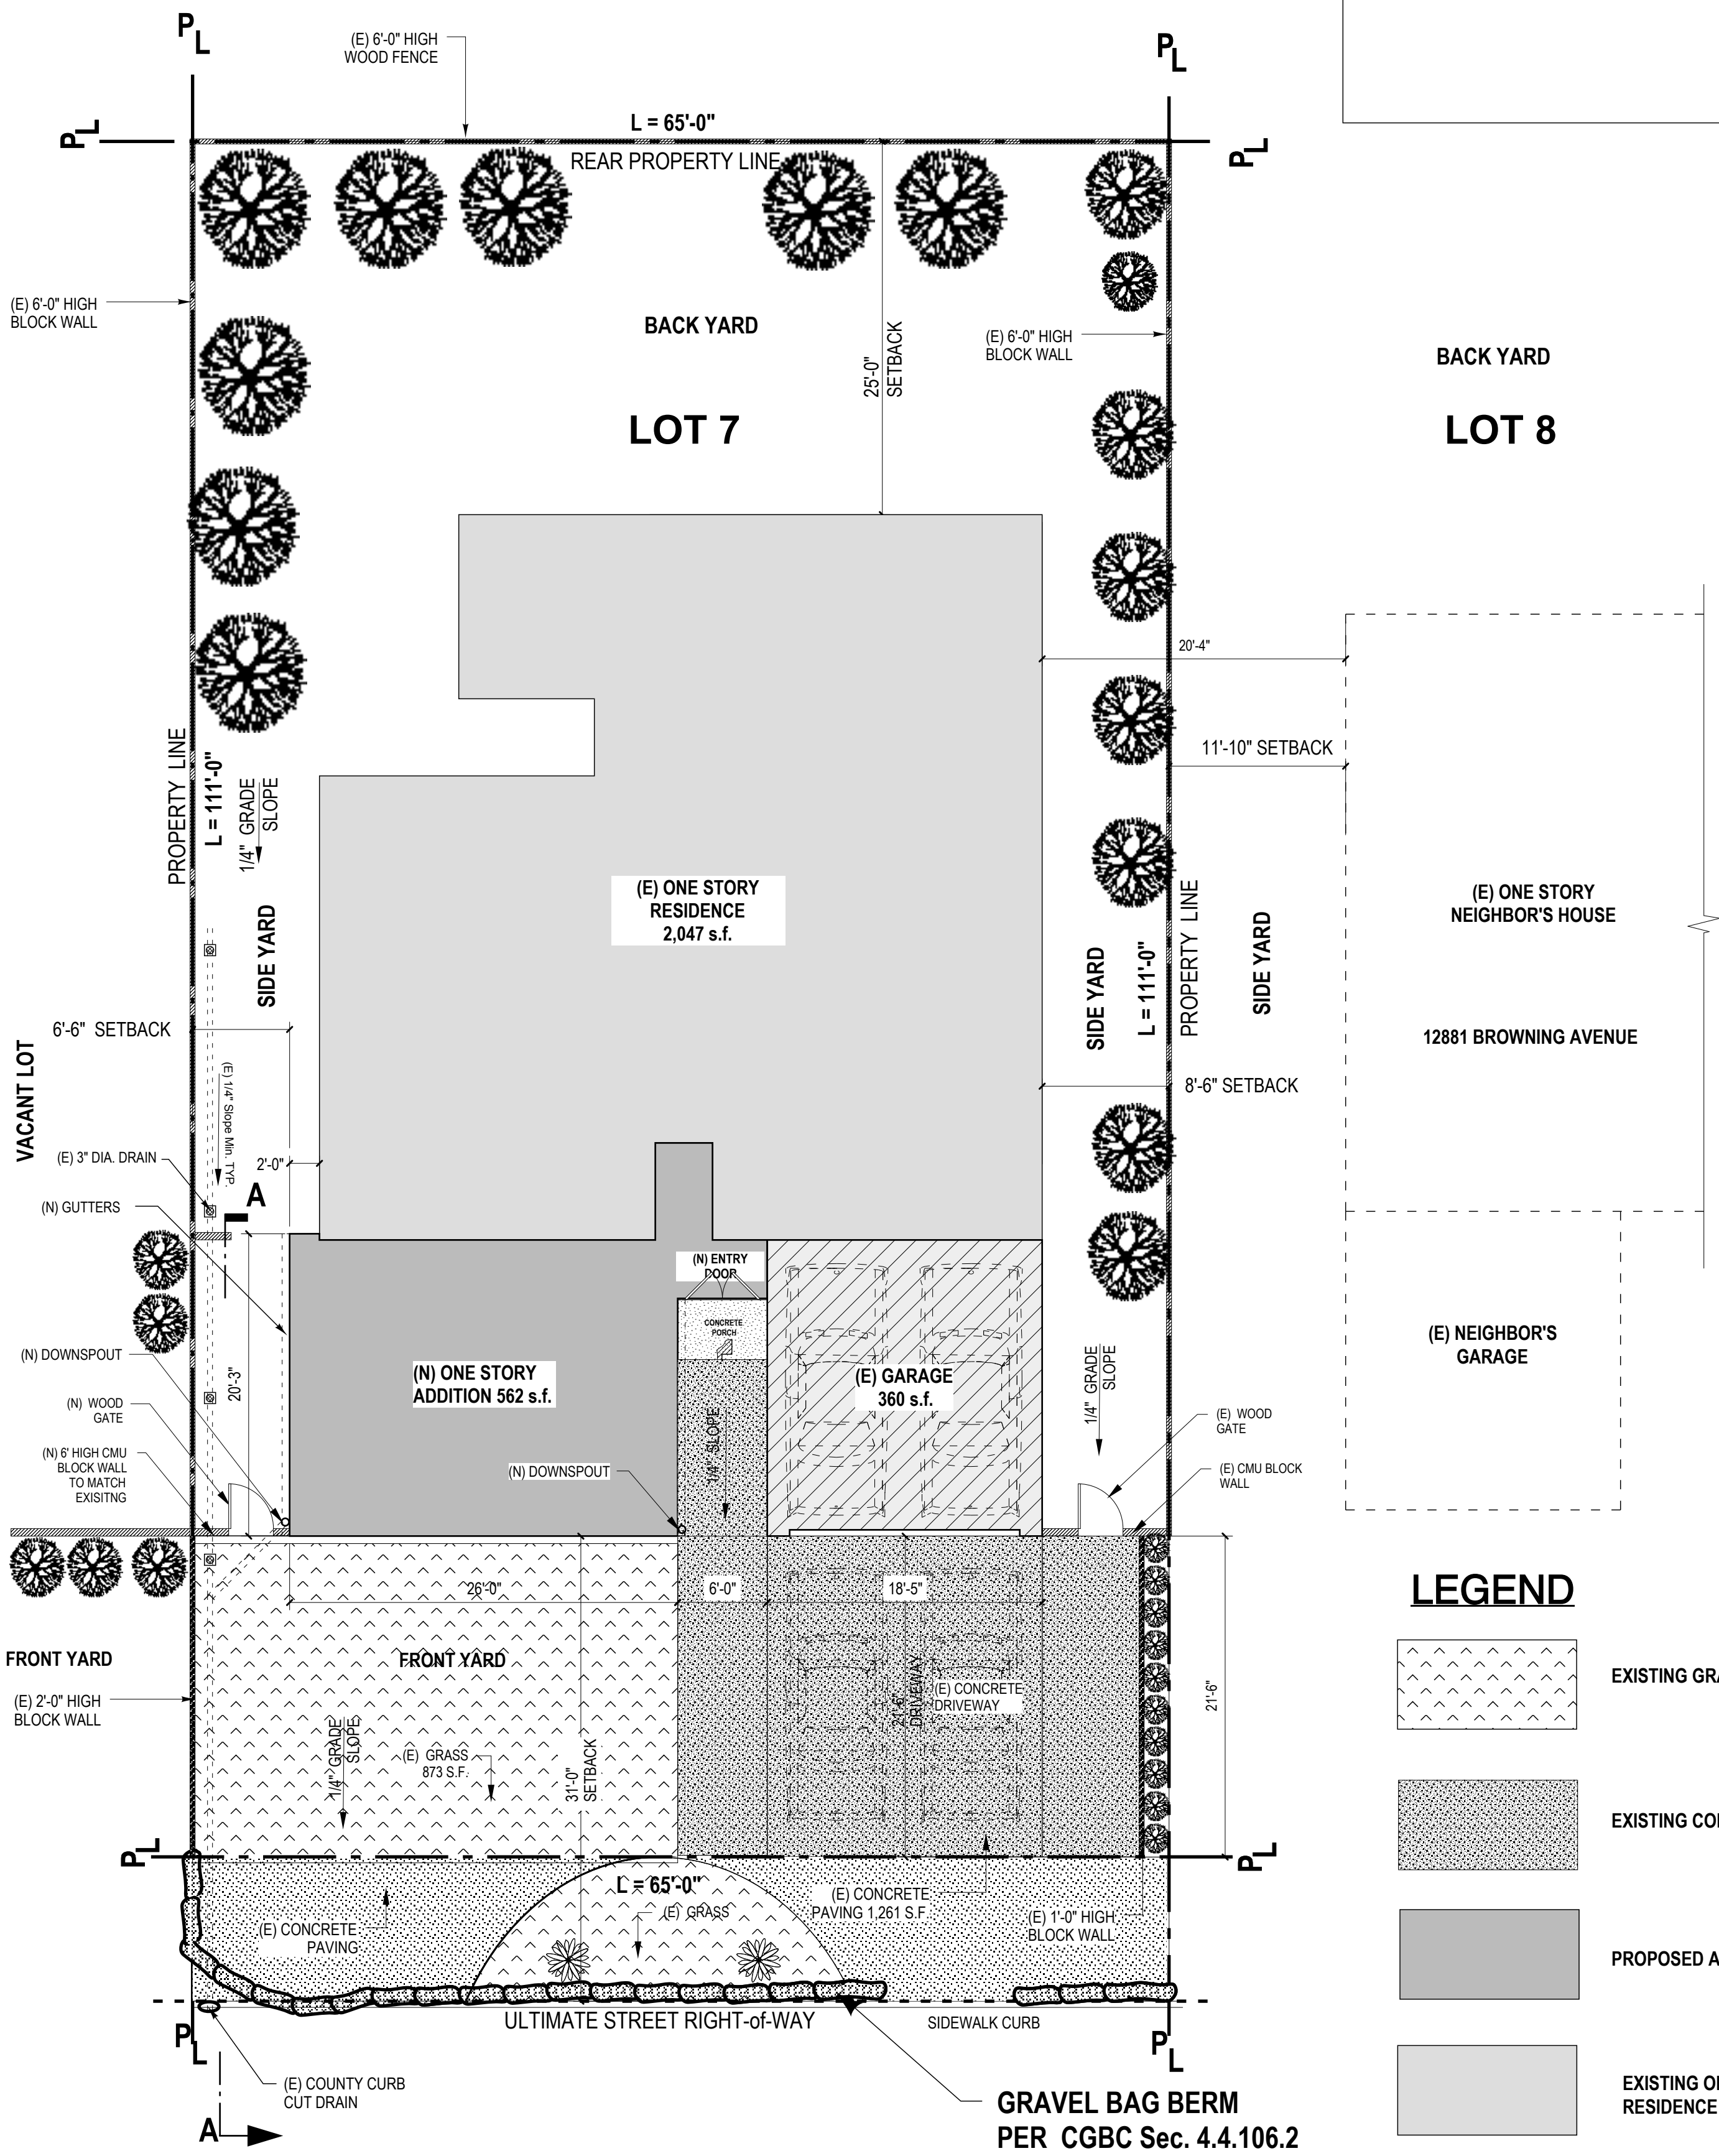 PL
(E) 6'-0" HIGH
WOOD FENCE
PL
PL
L = 65'-0"
REAR PROPERTY LINE
PL
(E) 6'-0" HIGH
BLOCK WALL
BACK YARD
25'-0"
SETBACK
(E) 6'-0" HIGH
BLOCK WALL
BACK YARD
LOT 7
LOT 8
20'-4"
11'-10" SETBACK
PROPERTY LINE
L = 111'-0"
1/4" GRADE
SLOPE
(E) ONE STORY
RESIDENCE
2,047 s.f.
(E) ONE STORY
NEIGHBOR'S HOUSE
SIDE YARD
SIDE YARD
L = 111'-0"
PROPERTY LINE
SIDE YARD
6'-6" SETBACK
12881 BROWNING AVENUE
VACANT LOT
(E) 1/4" Slope Min. TYP.
8'-6" SETBACK
(E) 3" DIA. DRAIN
2'-0"
A
(N) GUTTERS
(N) ENTRY
DOOR
CONCRETE
PORCH
(N) DOWNSPOUT
20'-3"
(N) ONE STORY
ADDITION 562 s.f.
(E) GARAGE
360 s.f.
1/4" GRADE
SLOPE
(E) NEIGHBOR'S
GARAGE
(N) WOOD
GATE
1/4" SLOPE
(E) WOOD
GATE
(N) 6' HIGH CMU
BLOCK WALL
TO MATCH
EXISITNG
(N) DOWNSPOUT
(E) CMU BLOCK
WALL
26'-0"
6'-0"
18'-5"
LEGEND
FRONT YARD
FRONT YARD
EXISTING GRA
(E) 2'-0" HIGH
BLOCK WALL
21'-6"
DRIVEWAY
(E) CONCRETE
DRIVEWAY
21'-6"
1/4" GRADE
SLOPE
(E) GRASS
873 S.F.
31'-0"
SETBACK
EXISTING CO
PL
PL
L = 65'-0"
(E) CONCRETE
PAVING
(E) GRASS
(E) CONCRETE
PAVING 1,261 S.F.
(E) 1'-0" HIGH
BLOCK WALL
PROPOSED A
ULTIMATE STREET RIGHT-of-WAY
SIDEWALK CURB
PL
PL
(E) COUNTY CURB
CUT DRAIN
A
GRAVEL BAG BERM
PER CGBC Sec. 4.4.106.2
EXISTING O
RESIDENCE